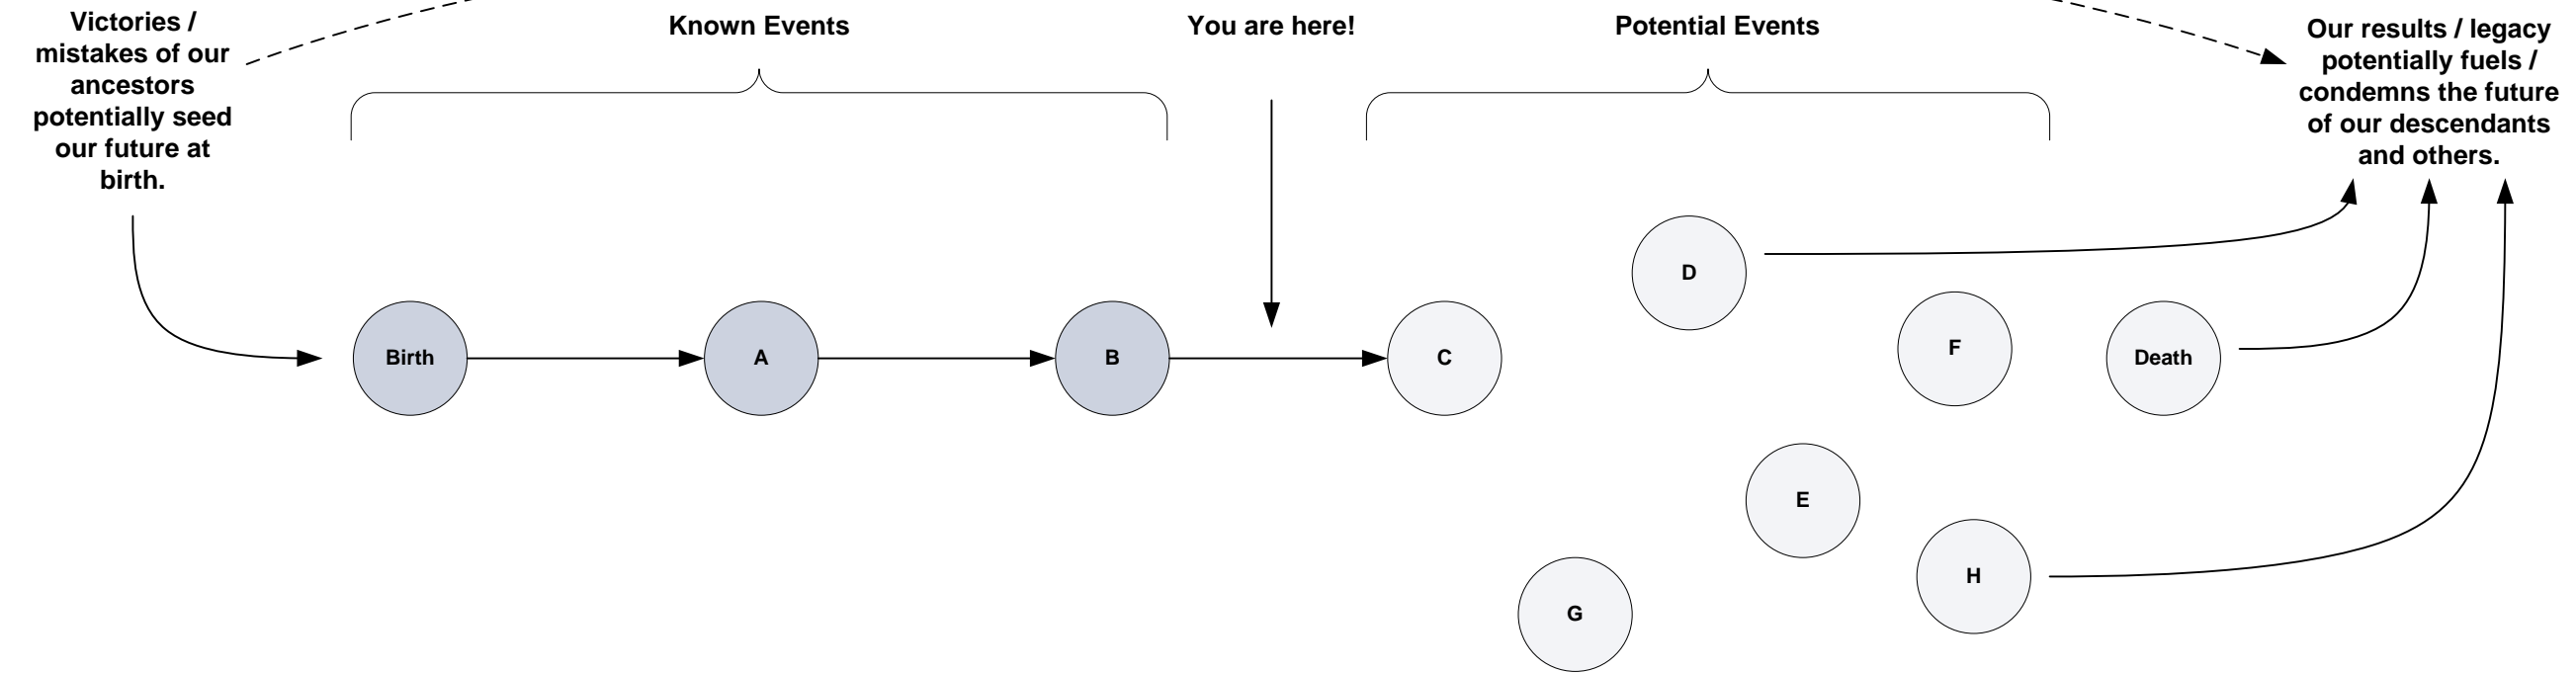 Victories /
mistakes of our
ancestors
potentially seed
our future at
birth.
Known Events
You are here!
Potential Events
Our results / legacy
potentially fuels /
condemns the future
of our descendants
and others.
Birth
A
B
C
D
F
Death
E
H
G